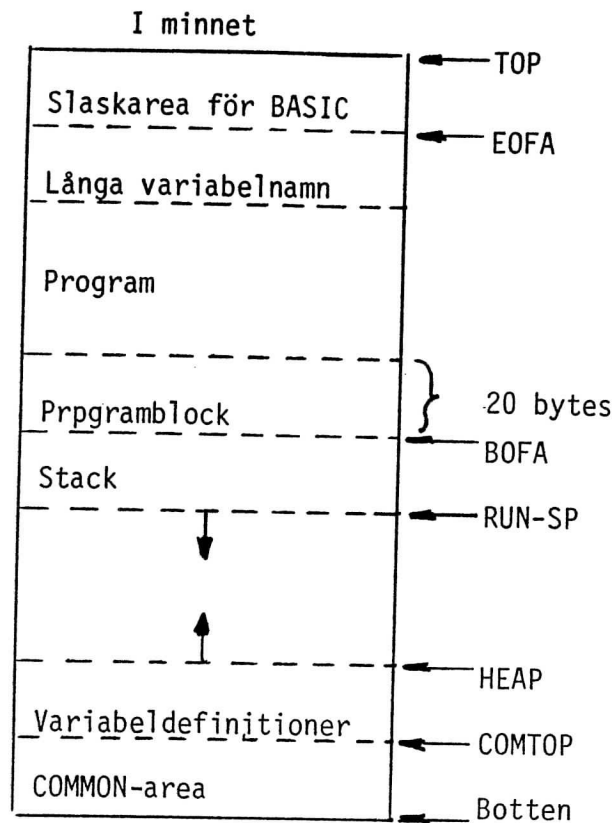 I minnet
TOP
Slaskarea för BASIC
EOFA
Långa variabelnamn
Program
20 bytes
Prpgramblock
BOFA
Stack
RUN-SP
HEAP
Variabeldefinitioner
COMTOP
COMMON-area
Botten